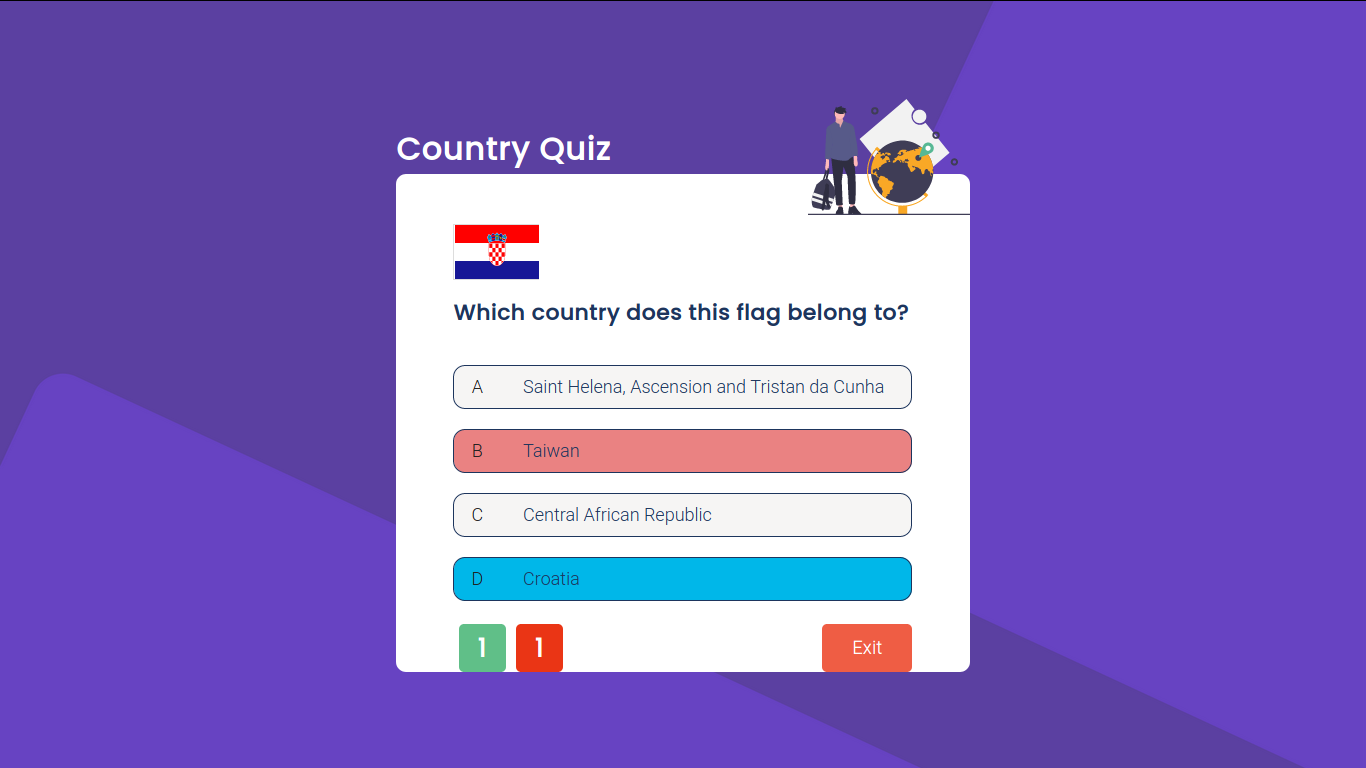 Country Quiz
Which country does this flag belong to?
A Saint Helena, Ascension and Tristan da Cunha
B Taiwan
C Central African Republic
D Croatia
1 1 Exit